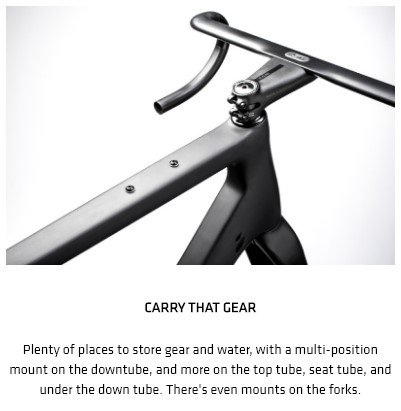 CARRY THAT GEAR
Plenty of places to store gear and water, with a multi-position
mount on the downtube, and more on the top tube, seat tube, and
under the down tube. There's even mounts on the forks.